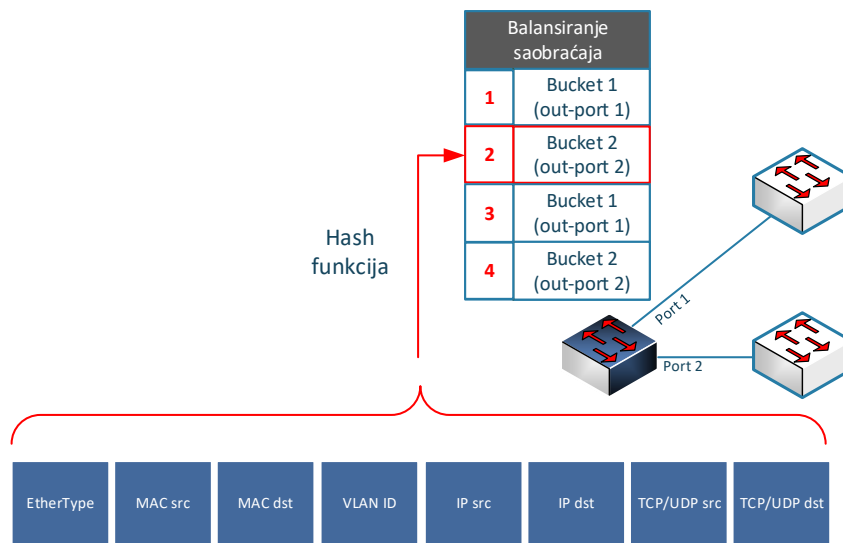 Balansiranje
saobraćaja
1
Bucket 1
(out-port 1)
2
Bucket 2
(out-port 2)
3
Bucket 1
(out-port 1)
4
Bucket 2
(out-port 2)
Hash
funkcija
Port 1
Port 2
EtherType
MAC src
MAC dst
VLAN ID
IP src
IP dst
TCP/UDP src
TCP/UDP dst